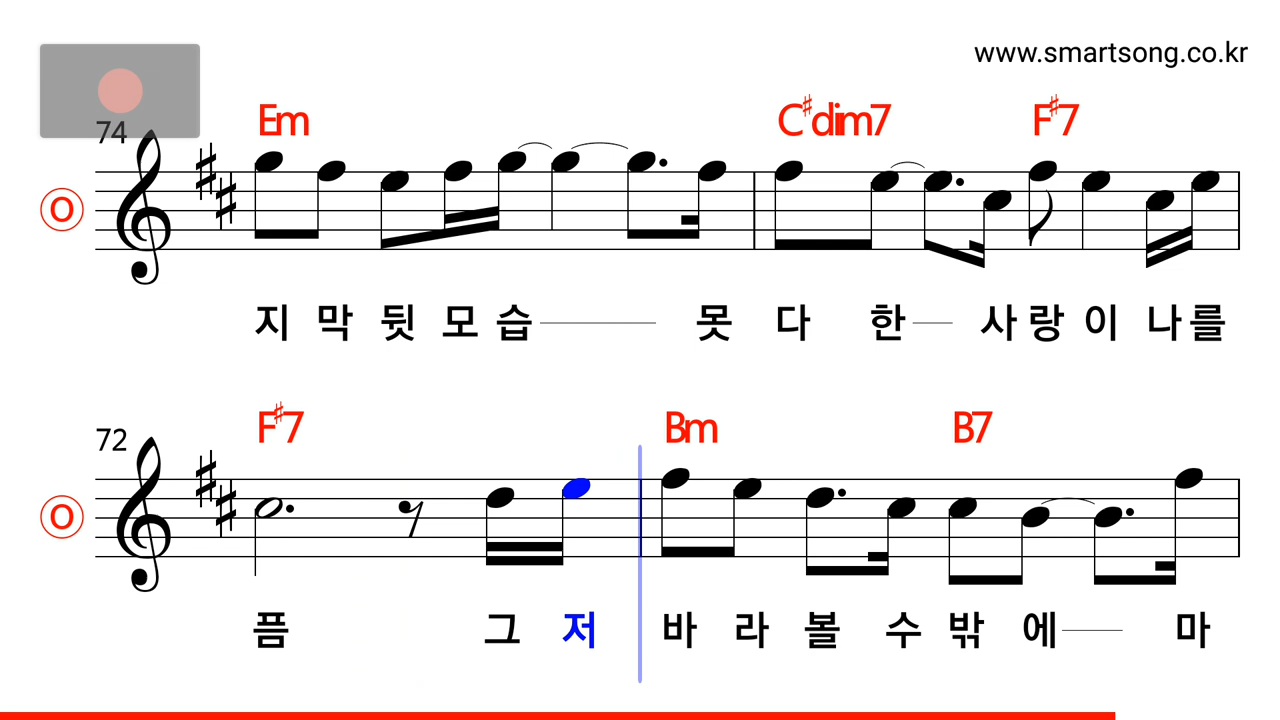 www.smartsong.co.kr
74
Em C♯dim7 F♯7
O
지 막 뒷 모 습 못 다 한 사 랑 이 나 를
72
F♯7 Bm B7
O
픔 그 저 바 라 볼 수 밖 에 마